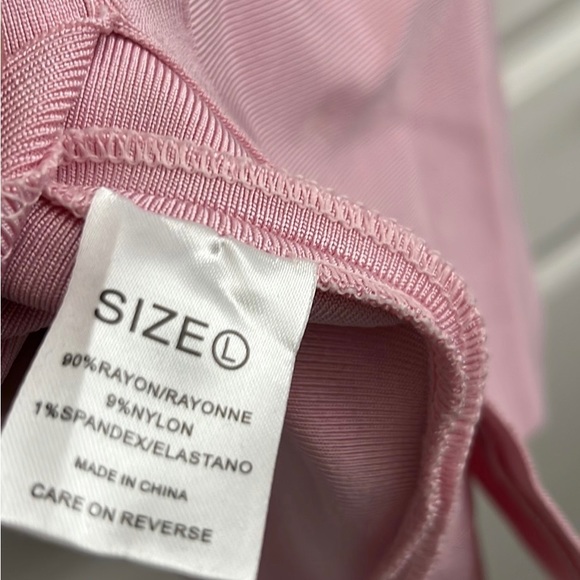 SIZE Ⓛ
90%RAYON/RAYONNE
9%NYLON
1%SPANDEX/ELASTANO
MADE IN CHINA
CARE ON REVERSE